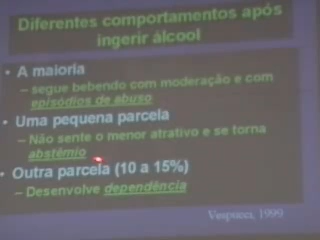 Diferentes comportamentos após
ingerir álcool
• A maioria
– segue bebendo com moderação e com
episódios de abuso
• Uma pequena parcela
– Não sente o menor atrativo e se torna
abstêmio
• Outra parcela (10 a 15%)
– Desenvolve dependência
Vespucci, 1999